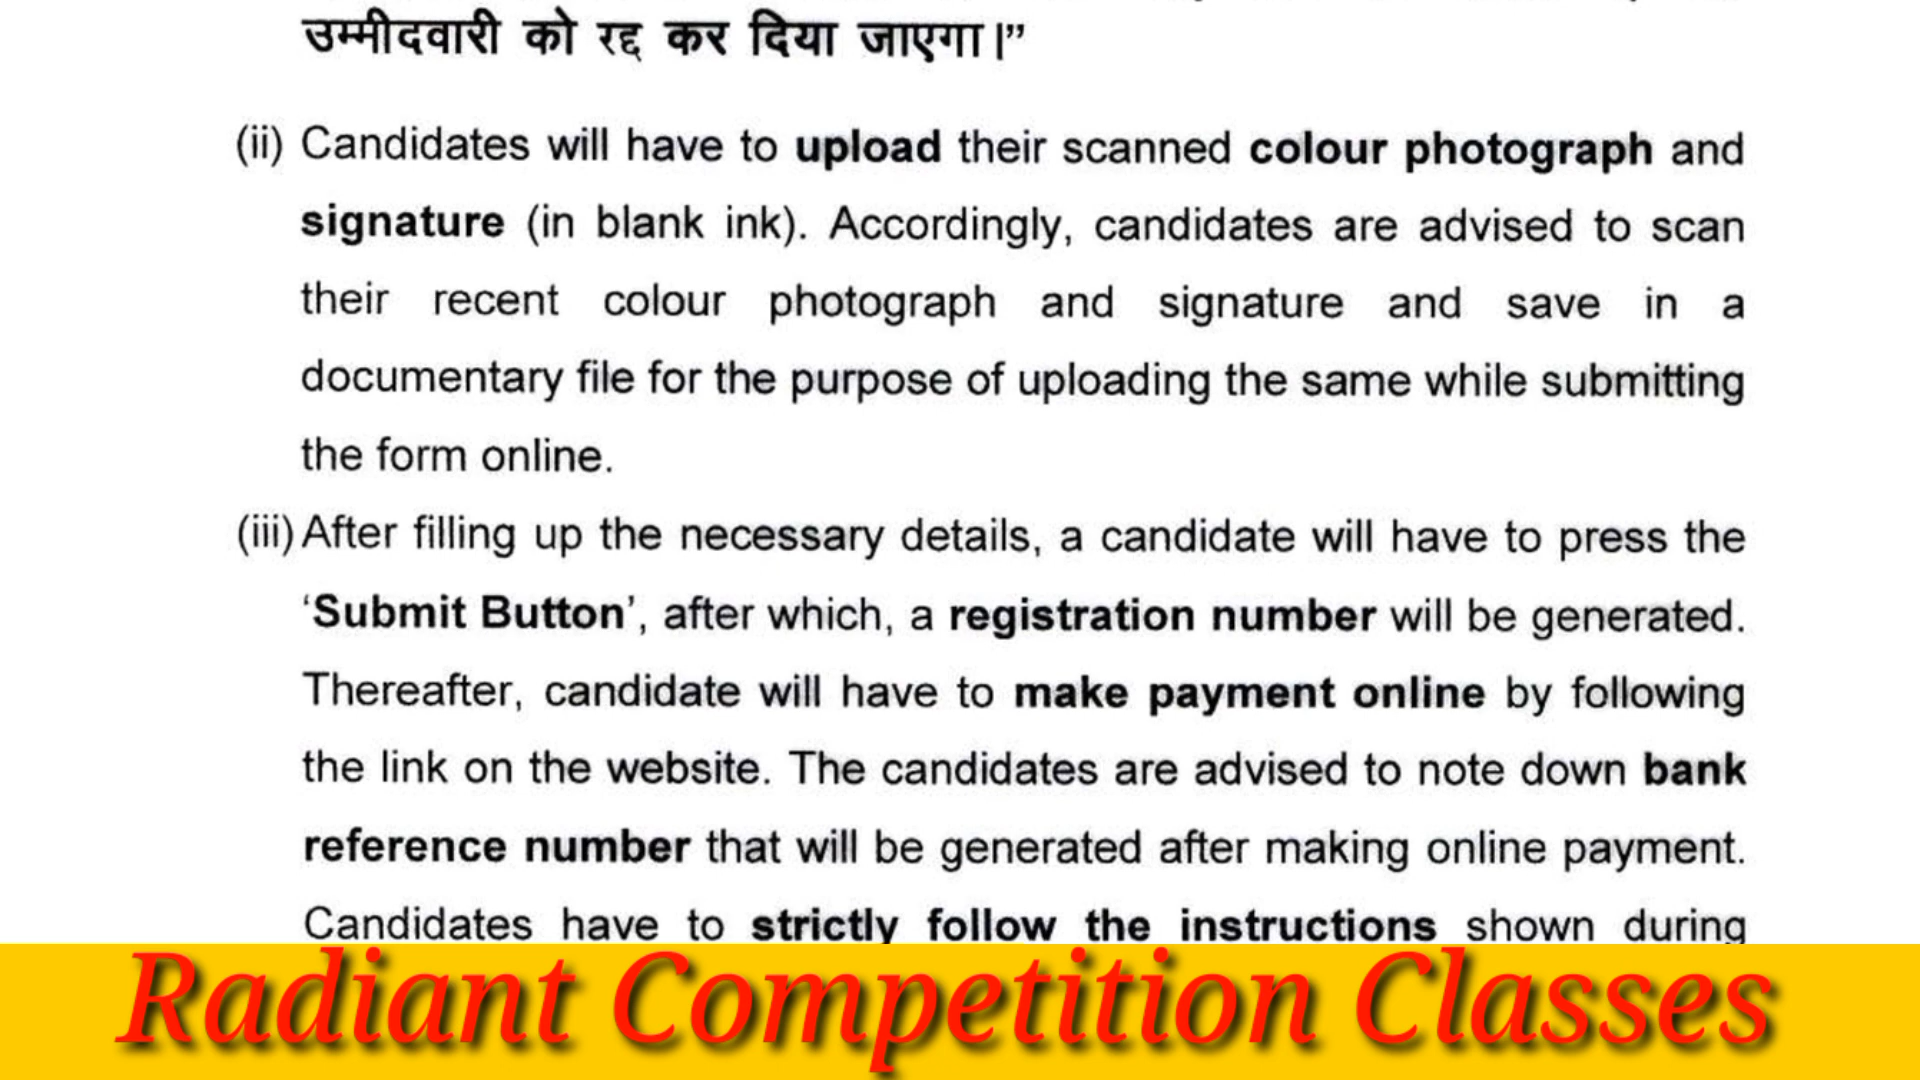 उम्मीदवारी को रद्द कर दिया जाएगा।”
(ii) Candidates will have to upload their scanned colour photograph and
signature (in blank ink). Accordingly, candidates are advised to scan
their recent colour photograph and signature and save in a
documentary file for the purpose of uploading the same while submitting
the form online.
(iii) After filling up the necessary details, a candidate will have to press the
‘Submit Button’, after which, a registration number will be generated.
Thereafter, candidate will have to make payment online by following
the link on the website. The candidates are advised to note down bank
reference number that will be generated after making online payment.
Candidates have to strictly follow the instructions shown during
Radiant Competition Classes